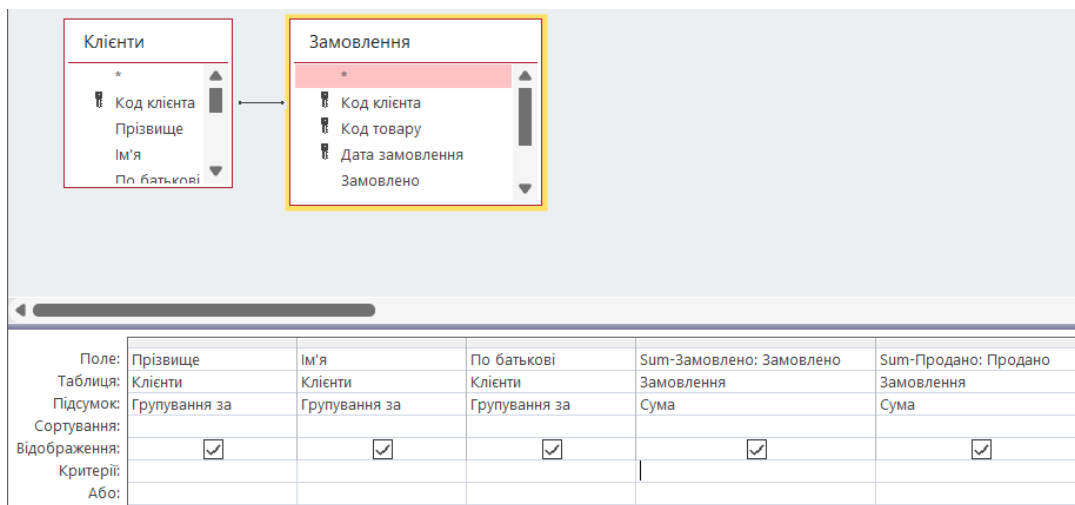 Клієнти
*
Код клієнта
Прізвище
Ім'я
По батькові
Замовлення
*
Код клієнта
Код товару
Дата замовлення
Замовлено
Поле: Прізвище Ім'я По батькові Sum-Замовлено: Замовлено Sum-Продано: Продано
Таблиця: Клієнти Клієнти Клієнти Замовлення Замовлення
Підсумок: Групування за Групування за Групування за Сума Сума
Сортування:
Відображення:
Критерії:
Або: